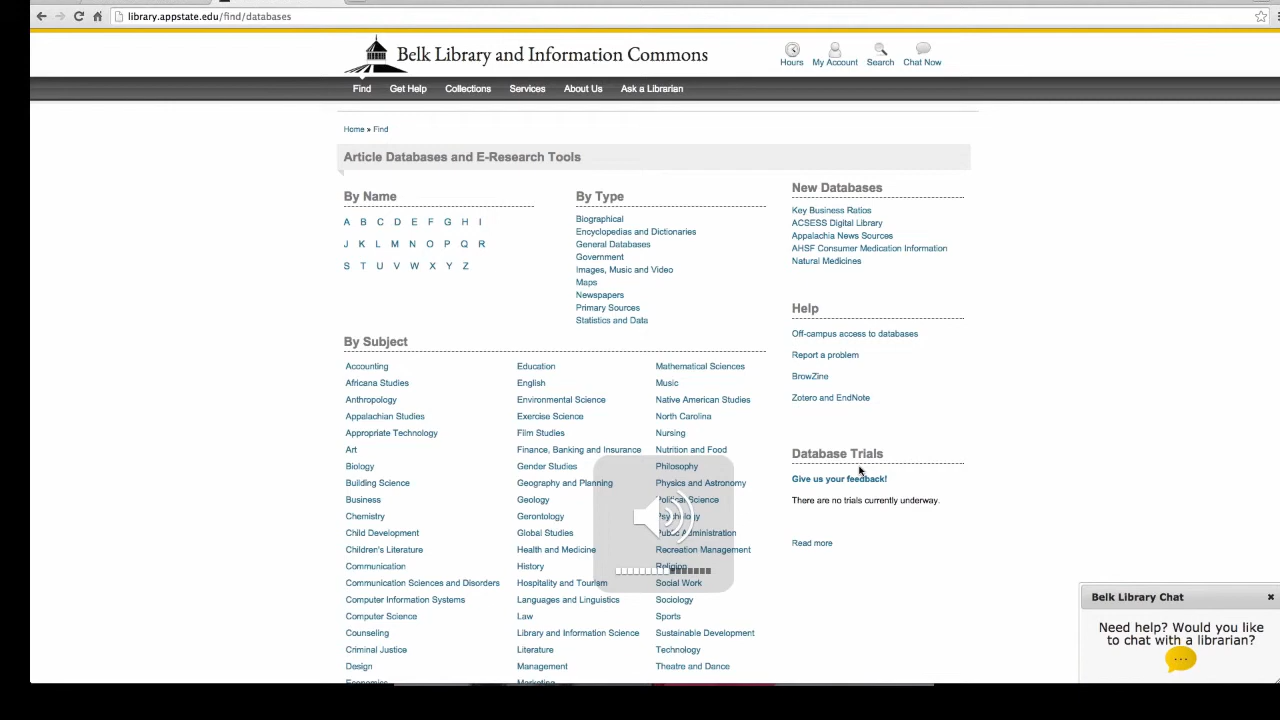 library.appstate.edu/find/databases
Belk Library and Information Commons
Hours My Account Search Chat Now
Find Get Help Collections Services About Us Ask a Librarian
Home » Find
Article Databases and E-Research Tools
By Name
A B C D E F G H I
J K L M N O P Q R
S T U V W X Y Z
By Type
Biographical
Encyclopedias and Dictionaries
General Databases
Government
Images, Music and Video
Maps
Newspapers
Primary Sources
Statistics and Data
By Subject
Accounting
Africana Studies
Anthropology
Appalachian Studies
Appropriate Technology
Art
Biology
Building Science
Business
Chemistry
Child Development
Children's Literature
Communication
Communication Sciences and Disorders
Computer Information Systems
Computer Science
Counseling
Criminal Justice
Design
Economics
Education
English
Environmental Science
Exercise Science
Film Studies
Finance, Banking and Insurance
Gender Studies
Geography and Planning
Geology
Gerontology
Global Studies
Health and Medicine
History
Hospitality and Tourism
Languages and Linguistics
Law
Library and Information Science
Literature
Management
Marketing
Mathematical Sciences
Music
Native American Studies
North Carolina
Nursing
Nutrition and Food
Philosophy
Physics and Astronomy
Political Science
Psychology
Public Administration
Recreation Management
Religion
Social Work
Sociology
Sports
Sustainable Development
Technology
Theatre and Dance
New Databases
Key Business Ratios
ACSESS Digital Library
Appalachia News Sources
AHSF Consumer Medication Information
Natural Medicines
Help
Off-campus access to databases
Report a problem
BrowZine
Zotero and EndNote
Database Trials
Give us your feedback!
There are no trials currently underway.
Read more
Belk Library Chat ×
Need help? Would you like
to chat with a librarian?